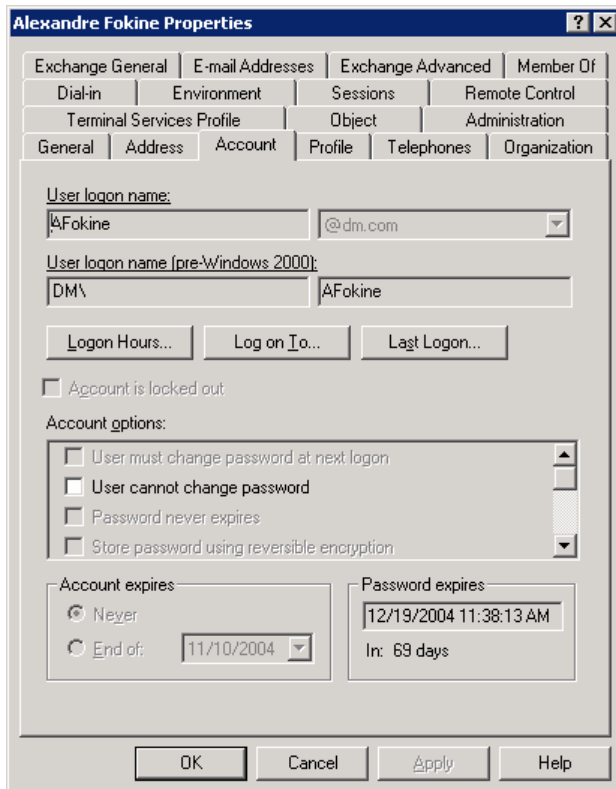 Alexandre Fokine Properties
Exchange General E-mail Addresses Exchange Advanced Member Of
Dial-in Environment Sessions Remote Control
Terminal Services Profile Object Administration
General Address Account Profile Telephones Organization
User logon name:
AFokine @dm.com
User logon name (pre-Windows 2000):
DM\ AFokine
Logon Hours... Log on To... Last Logon...
Account is locked out
Account options:
User must change password at next logon
User cannot change password
Password never expires
Store password using reversible encryption
Account expires Password expires
Never 12/19/2004 11:38:13 AM
End of: 11/10/2004 In: 69 days
OK Cancel Apply Help